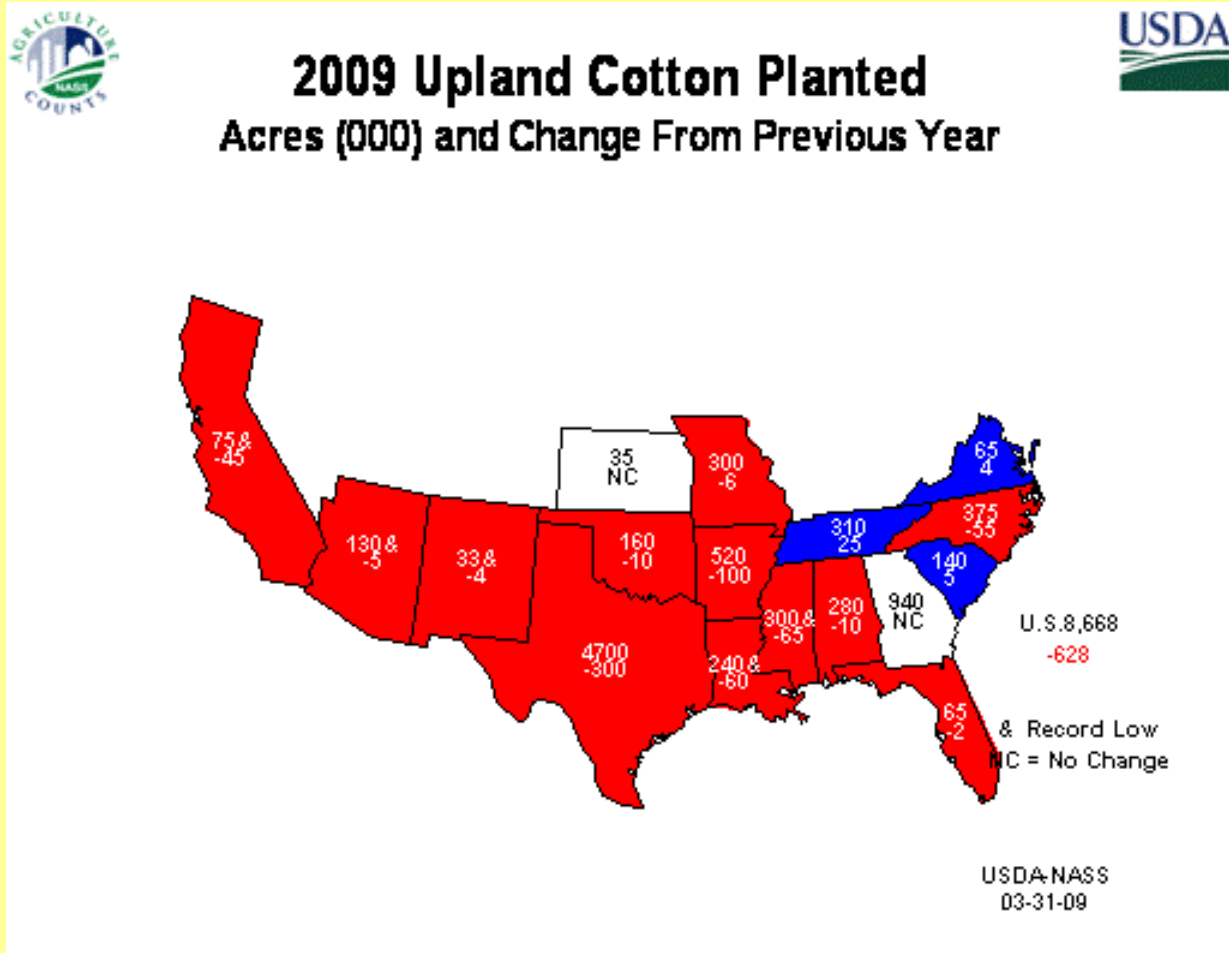 AGRICULTURE
NASS
COUNTS
USDA
2009 Upland Cotton Planted
Acres (000) and Change From Previous Year
75&
-45
130&
-5
33&
-4
35
NC
160
-10
4700
-300
300
-6
520
-100
240&
-60
300&
-65
280
-10
310
25
940
NC
65
4
375
-55
140
5
65
-2
U.S.8,668
-628
& Record Low
NC = No Change
USDA-NASS
03-31-09